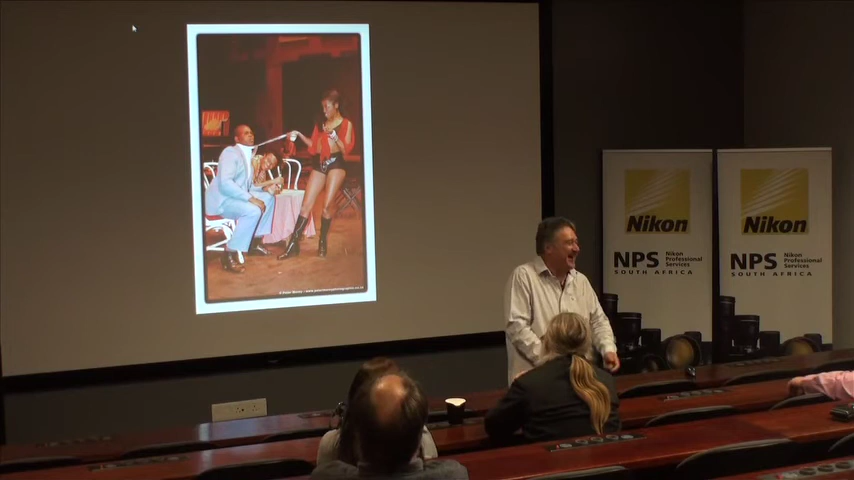 Nikon
NPS Nikon Professional Services
SOUTH AFRICA
Nikon
NPS Nikon Professional Services
SOUTH AFRICA